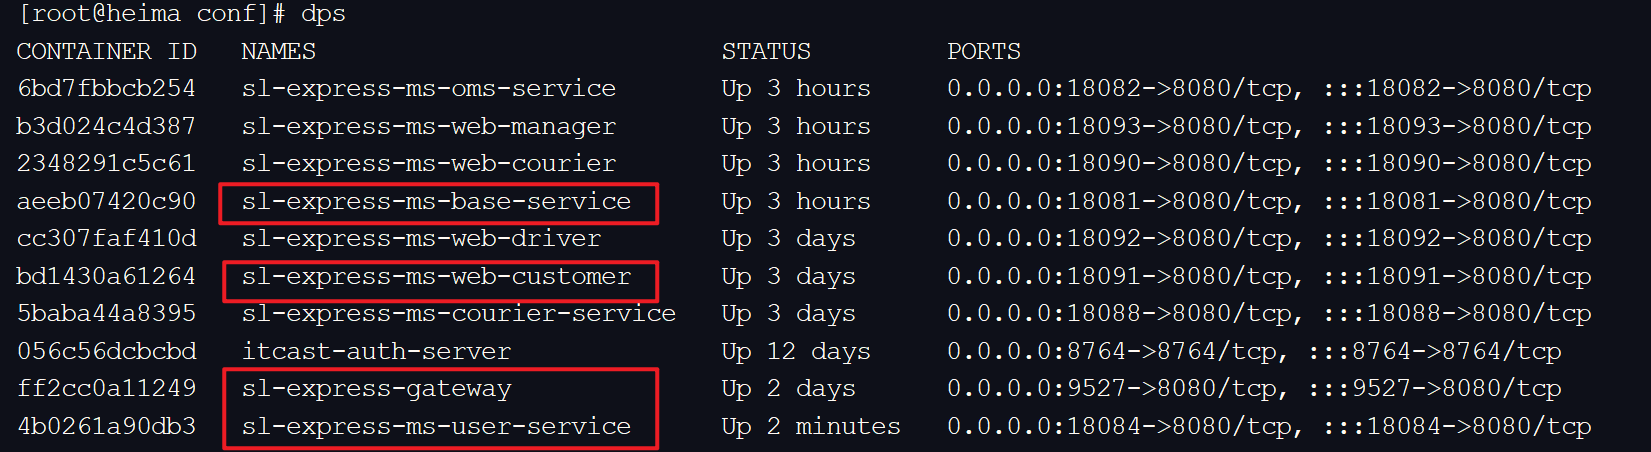 [root@heima conf]# dps
CONTAINER ID   NAMES                            STATUS         PORTS
6bd7fbbcb254   sl-express-ms-oms-service        Up 3 hours     0.0.0.0:18082->8080/tcp, :::18082->8080/tcp
b3d024c4d387   sl-express-ms-web-manager        Up 3 hours     0.0.0.0:18093->8080/tcp, :::18093->8080/tcp
2348291c5c61   sl-express-ms-web-courier        Up 3 hours     0.0.0.0:18090->8080/tcp, :::18090->8080/tcp
aeeb07420c90   sl-express-ms-base-service       Up 3 hours     0.0.0.0:18081->8080/tcp, :::18081->8080/tcp
cc307faf410d   sl-express-ms-web-driver         Up 3 days      0.0.0.0:18092->8080/tcp, :::18092->8080/tcp
bd1430a61264   sl-express-ms-web-customer       Up 3 days      0.0.0.0:18091->8080/tcp, :::18091->8080/tcp
5baba44a8395   sl-express-ms-courier-service    Up 3 days      0.0.0.0:18088->8080/tcp, :::18088->8080/tcp
056c56dcbcbd   itcast-auth-server               Up 12 days     0.0.0.0:8764->8764/tcp, :::8764->8764/tcp
ff2cc0a11249   sl-express-gateway               Up 2 days      0.0.0.0:9527->8080/tcp, :::9527->8080/tcp
4b0261a90db3   sl-express-ms-user-service       Up 2 minutes   0.0.0.0:18084->8080/tcp, :::18084->8080/tcp